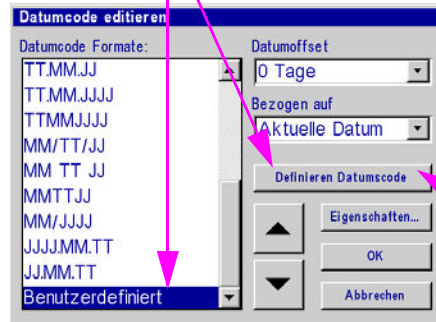 Datumcode editieren
Datumcode Formate:
TT.MM.JJ
TT.MM.JJJJ
TTMMJJJJ
MM/TT/JJ
MM TT JJ
MMTTJJ
MM/JJJJ
JJJJ.MM.TT
JJ.MM.TT
Benutzerdefiniert
Datumoffset
0 Tage
Bezogen auf
Aktuelle Datum
Definieren Datumscode
Eigenschaften...
OK
Abbrechen